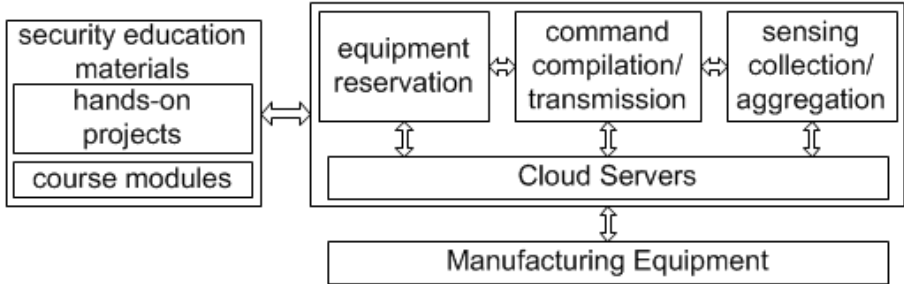 security education
materials
hands-on
projects
course modules
equipment
reservation
command
compilation/
transmission
sensing
collection/
aggregation
Cloud Servers
Manufacturing Equipment